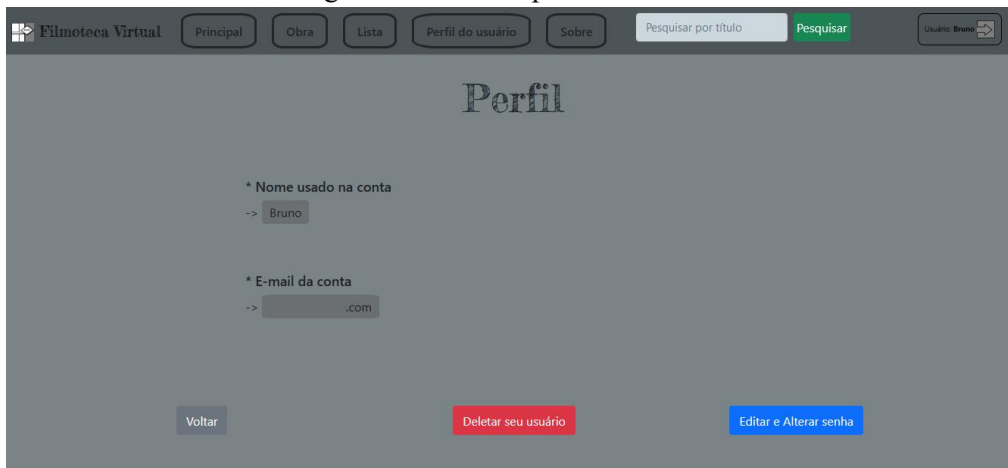 Filmoteca Virtual Principal Obra Lista Perfil do usuário Sobre Pesquisar por título Pesquisar Usuário: Bruno
Perfil
* Nome usado na conta
-> Bruno
* E-mail da conta
-> .com
Voltar Deletar seu usuário Editar e Alterar senha